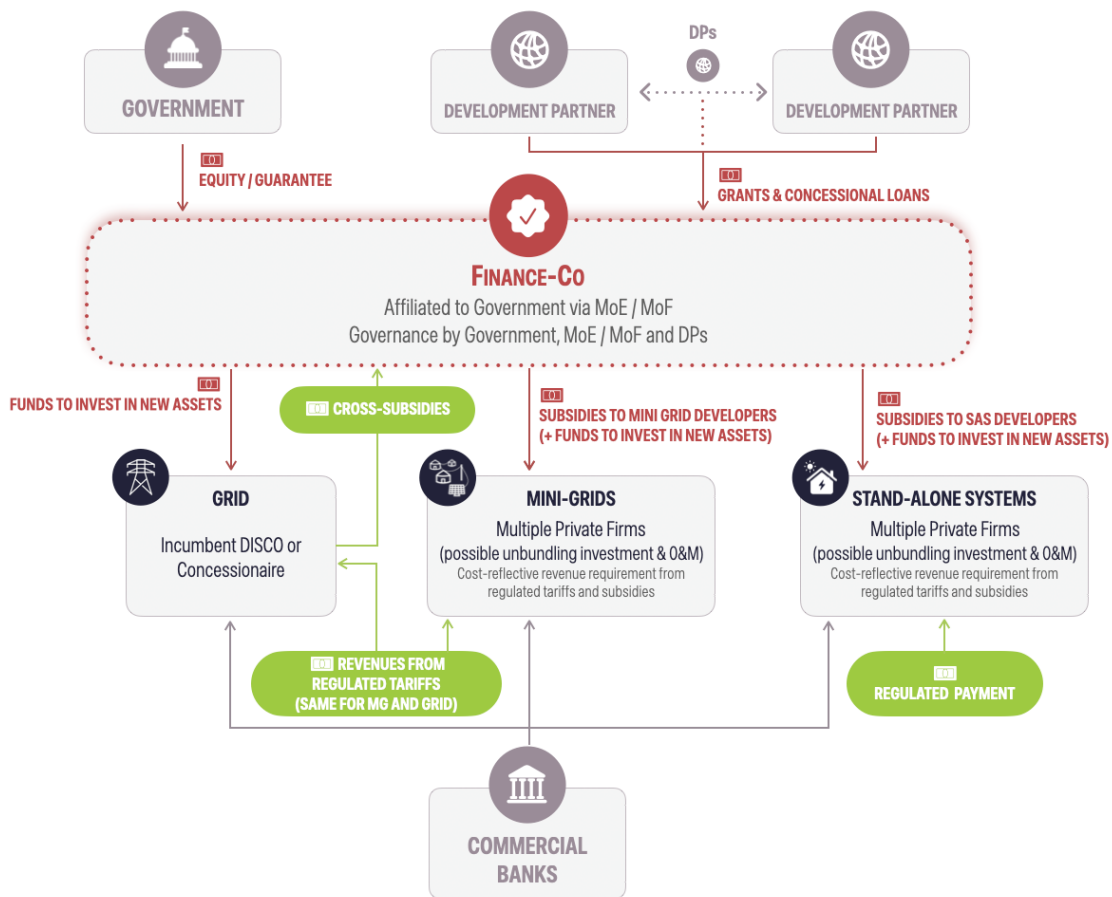 DPs
GOVERNMENT
DEVELOPMENT PARTNER
DEVELOPMENT PARTNER
EQUITY / GUARANTEE
GRANTS & CONCESSIONAL LOANS
FINANCE-CO
Affiliated to Government via MoE / MoF
Governance by Government, MoE / MoF and DPs
FUNDS TO INVEST IN NEW ASSETS
CROSS-SUBSIDIES
SUBSIDIES TO MINI GRID DEVELOPERS
(+ FUNDS TO INVEST IN NEW ASSETS)
SUBSIDIES TO SAS DEVELOPERS
(+ FUNDS TO INVEST IN NEW ASSETS)
GRID
Incumbent DISCO or
Concessionaire
MINI-GRIDS
Multiple Private Firms
(possible unbundling investment & O&M)
Cost-reflective revenue requirement from
regulated tariffs and subsidies
STAND-ALONE SYSTEMS
Multiple Private Firms
(possible unbundling investment & O&M)
Cost-reflective revenue requirement from
regulated tariffs and subsidies
REVENUES FROM
REGULATED TARIFFS
(SAME FOR MG AND GRID)
REGULATED PAYMENT
COMMERCIAL
BANKS